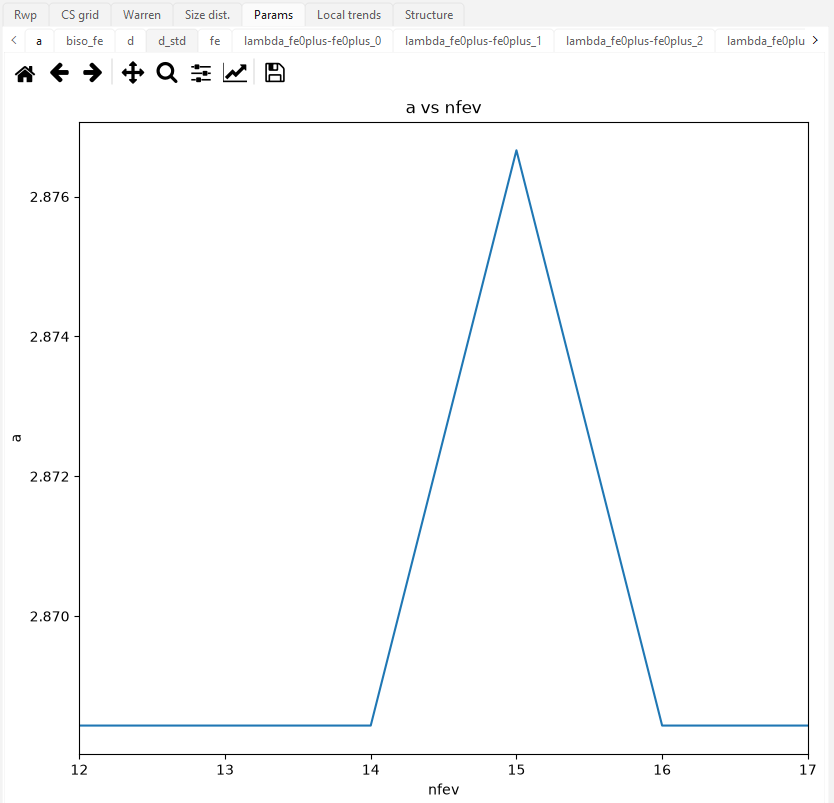 Rwp CS grid Warren Size dist. Params Local trends Structure
a biso_fe d d_std fe lambda_fe0plus-fe0plus_0 lambda_fe0plus-fe0plus_1 lambda_fe0plus-fe0plus_2 lambda_fe0plu
a vs nfev
2.876
2.874
a
2.872
2.870
12 13 14 15 16 17
nfev